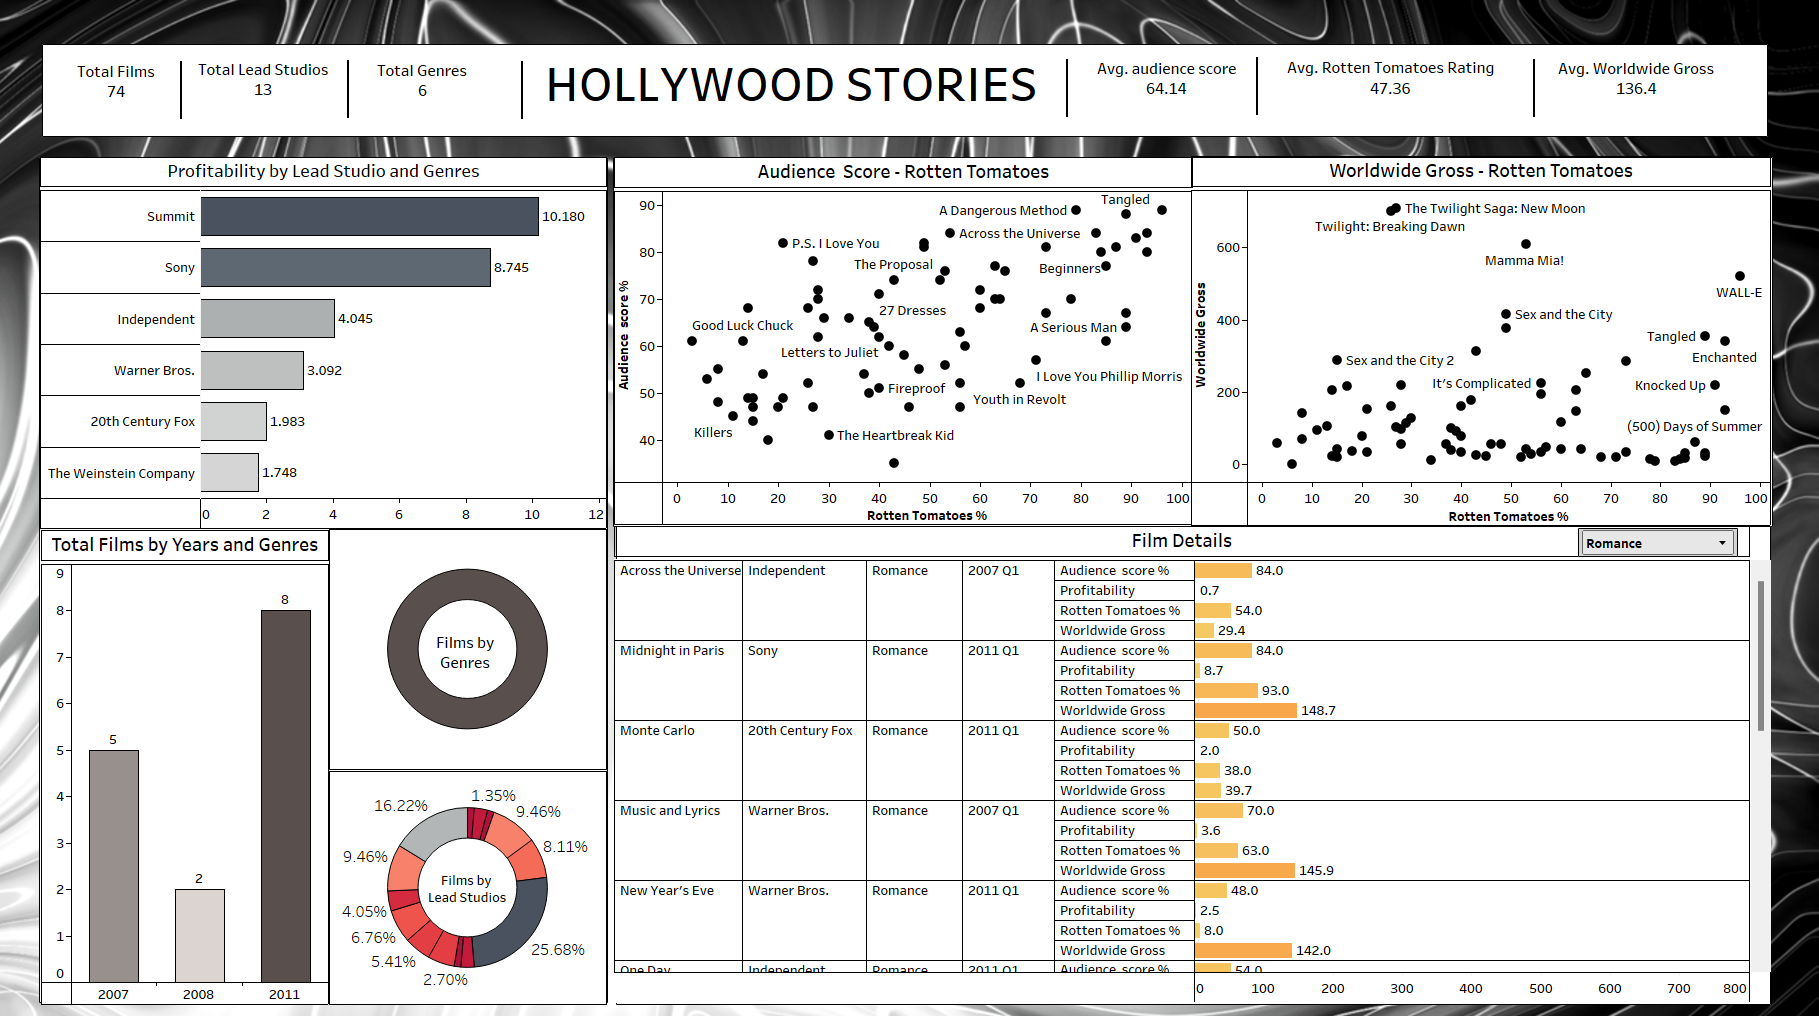 Total Films
74
Total Lead Studios
13
Total Genres
6
HOLLYWOOD STORIES
Avg. audience score
64.14
Avg. Rotten Tomatoes Rating
47.36
Avg. Worldwide Gross
136.4
Profitability by Lead Studio and Genres
Summit 10.180
Sony 8.745
Independent 4.045
Warner Bros. 3.092
20th Century Fox 1.983
The Weinstein Company 1.748
0 2 4 6 8 10 12
Audience Score - Rotten Tomatoes
Audience score %
90
80
70
60
50
40
Tangled
A Dangerous Method
Across the Universe
P.S. I Love You
The Proposal
Beginners
27 Dresses
Good Luck Chuck
A Serious Man
Letters to Juliet
I Love You Phillip Morris
Fireproof
Youth in Revolt
Killers
The Heartbreak Kid
0 10 20 30 40 50 60 70 80 90 100
Rotten Tomatoes %
Worldwide Gross - Rotten Tomatoes
Worldwide Gross
600
400
200
0
The Twilight Saga: New Moon
Twilight: Breaking Dawn
Mamma Mia!
WALL-E
Sex and the City
Tangled
Enchanted
Sex and the City 2
It's Complicated
Knocked Up
(500) Days of Summer
0 10 20 30 40 50 60 70 80 90 100
Rotten Tomatoes %
Total Films by Years and Genres
9
8
7
6
5
4
3
2
1
0
5
2
8
2007 2008 2011
Films by
Genres
16.22%
1.35%
9.46%
8.11%
25.68%
2.70%
5.41%
6.76%
4.05%
9.46%
Films by
Lead Studios
Film Details
Romance
Across the Universe Independent Romance 2007 Q1 Audience score % 84.0
Profitability 0.7
Rotten Tomatoes % 54.0
Worldwide Gross 29.4
Midnight in Paris Sony Romance 2011 Q1 Audience score % 84.0
Profitability 8.7
Rotten Tomatoes % 93.0
Worldwide Gross 148.7
Monte Carlo 20th Century Fox Romance 2011 Q1 Audience score % 50.0
Profitability 2.0
Rotten Tomatoes % 38.0
Worldwide Gross 39.7
Music and Lyrics Warner Bros. Romance 2007 Q1 Audience score % 70.0
Profitability 3.6
Rotten Tomatoes % 63.0
Worldwide Gross 145.9
New Year's Eve Warner Bros. Romance 2011 Q1 Audience score % 48.0
Profitability 2.5
Rotten Tomatoes % 8.0
Worldwide Gross 142.0
One Day Independent Romance 2011 Q1 Audience score % 54.0
0 100 200 300 400 500 600 700 800